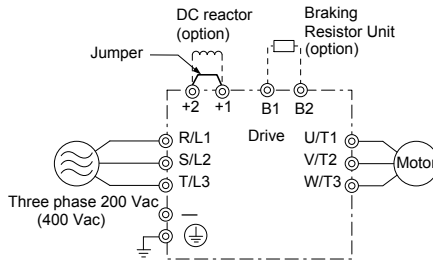 DC reactor
(option)
Braking
Resistor Unit
(option)
Jumper
+2
+1
B1
B2
R/L1
Drive
U/T1
S/L2
V/T2
Motor
T/L3
W/T3
Three phase 200 Vac
(400 Vac)
—